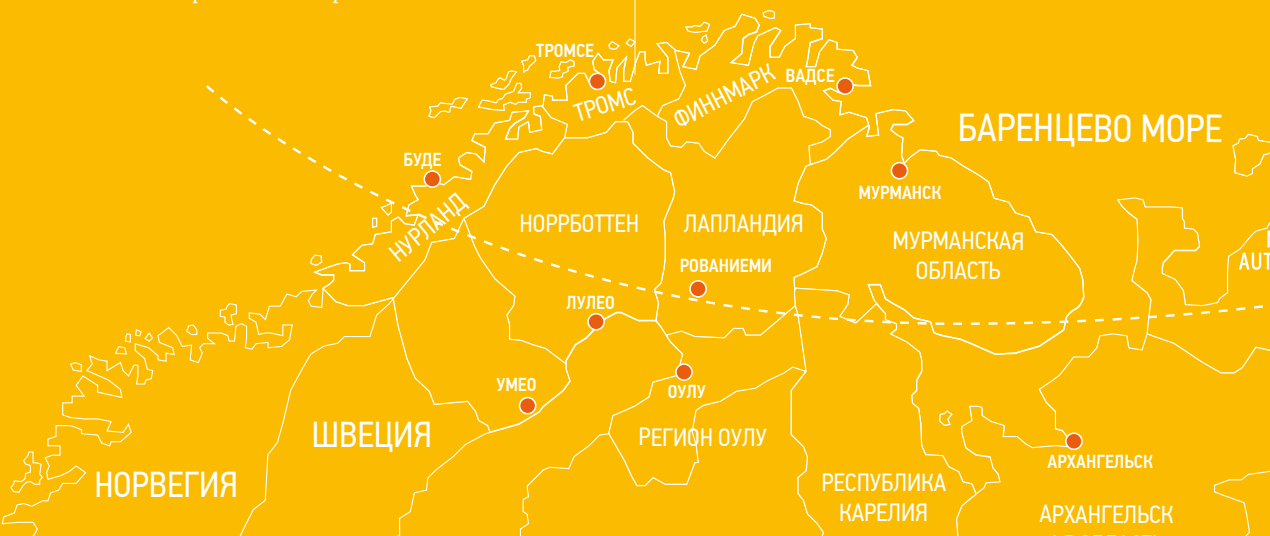 ТРОМСЕ
ТРОМС
ФИННМАРК
ВАДСЕ
БАРЕНЦЕВО МОРЕ
БУДЕ
МУРМАНСК
НУРЛАНД
НОРРБОТТЕН
ЛАПЛАНДИЯ
МУРМАНСКАЯ
ОБЛАСТЬ
AUT
РОВАНИЕМИ
ЛУЛЕО
УМЕО
ОУЛУ
ШВЕЦИЯ
РЕГИОН ОУЛУ
АРХАНГЕЛЬСК
НОРВЕГИЯ
РЕСПУБЛИКА
КАРЕЛИЯ
АРХАНГЕЛЬСК